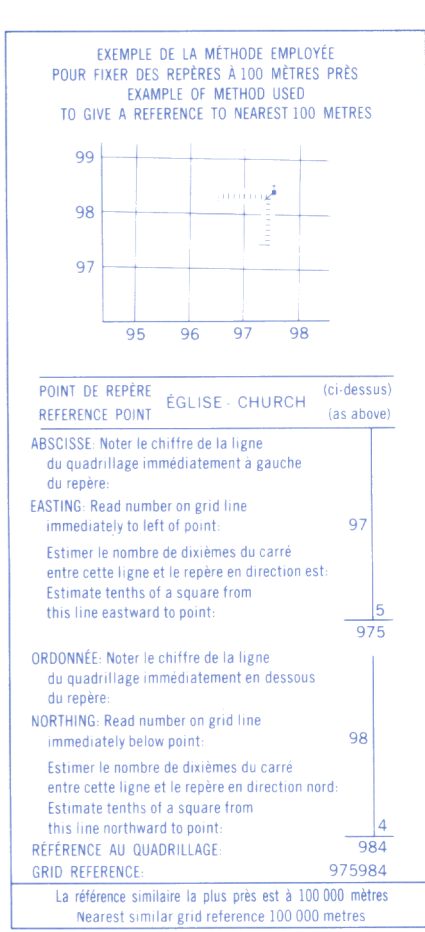 EXEMPLE DE LA MÉTHODE EMPLOYÉE
POUR FIXER DES REPÈRES À 100 MÈTRES PRÈS
EXAMPLE OF METHOD USED
TO GIVE A REFERENCE TO NEAREST 100 METRES
99
98
97
95 96 97 98
POINT DE REPÈRE
REFERENCE POINT
ÉGLISE - CHURCH
(ci-dessus)
(as above)
ABSCISSE: Noter le chiffre de la ligne
du quadrillage immédiatement à gauche
du repère:
EASTING: Read number on grid line
immediately to left of point: 97
Estimer le nombre de dixièmes du carré
entre cette ligne et le repère en direction est:
Estimate tenths of a square from
this line eastward to point: 5
975
ORDONNÉE: Noter le chiffre de la ligne
du quadrillage immédiatement en dessous
du repère:
NORTHING: Read number on grid line
immediately below point: 98
Estimer le nombre de dixièmes du carré
entre cette ligne et le repère en direction nord:
Estimate tenths of a square from
this line northward to point: 4
RÉFÉRENCE AU QUADRILLAGE: 984
GRID REFERENCE: 975984
La référence similaire la plus près est à 100 000 mètres
Nearest similar grid reference 100 000 metres